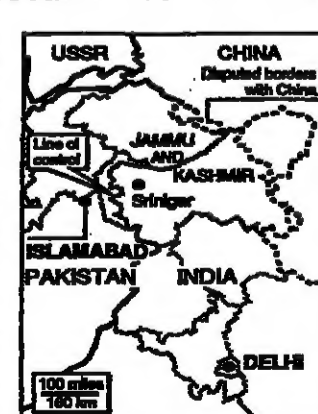 USSR
CHINA
Disputed borders
with China
Line of
control
JAMMU
AND
KASHMIR
Srinigar
ISLAMABAD
PAKISTAN
INDIA
DELHI
100 miles
160 km